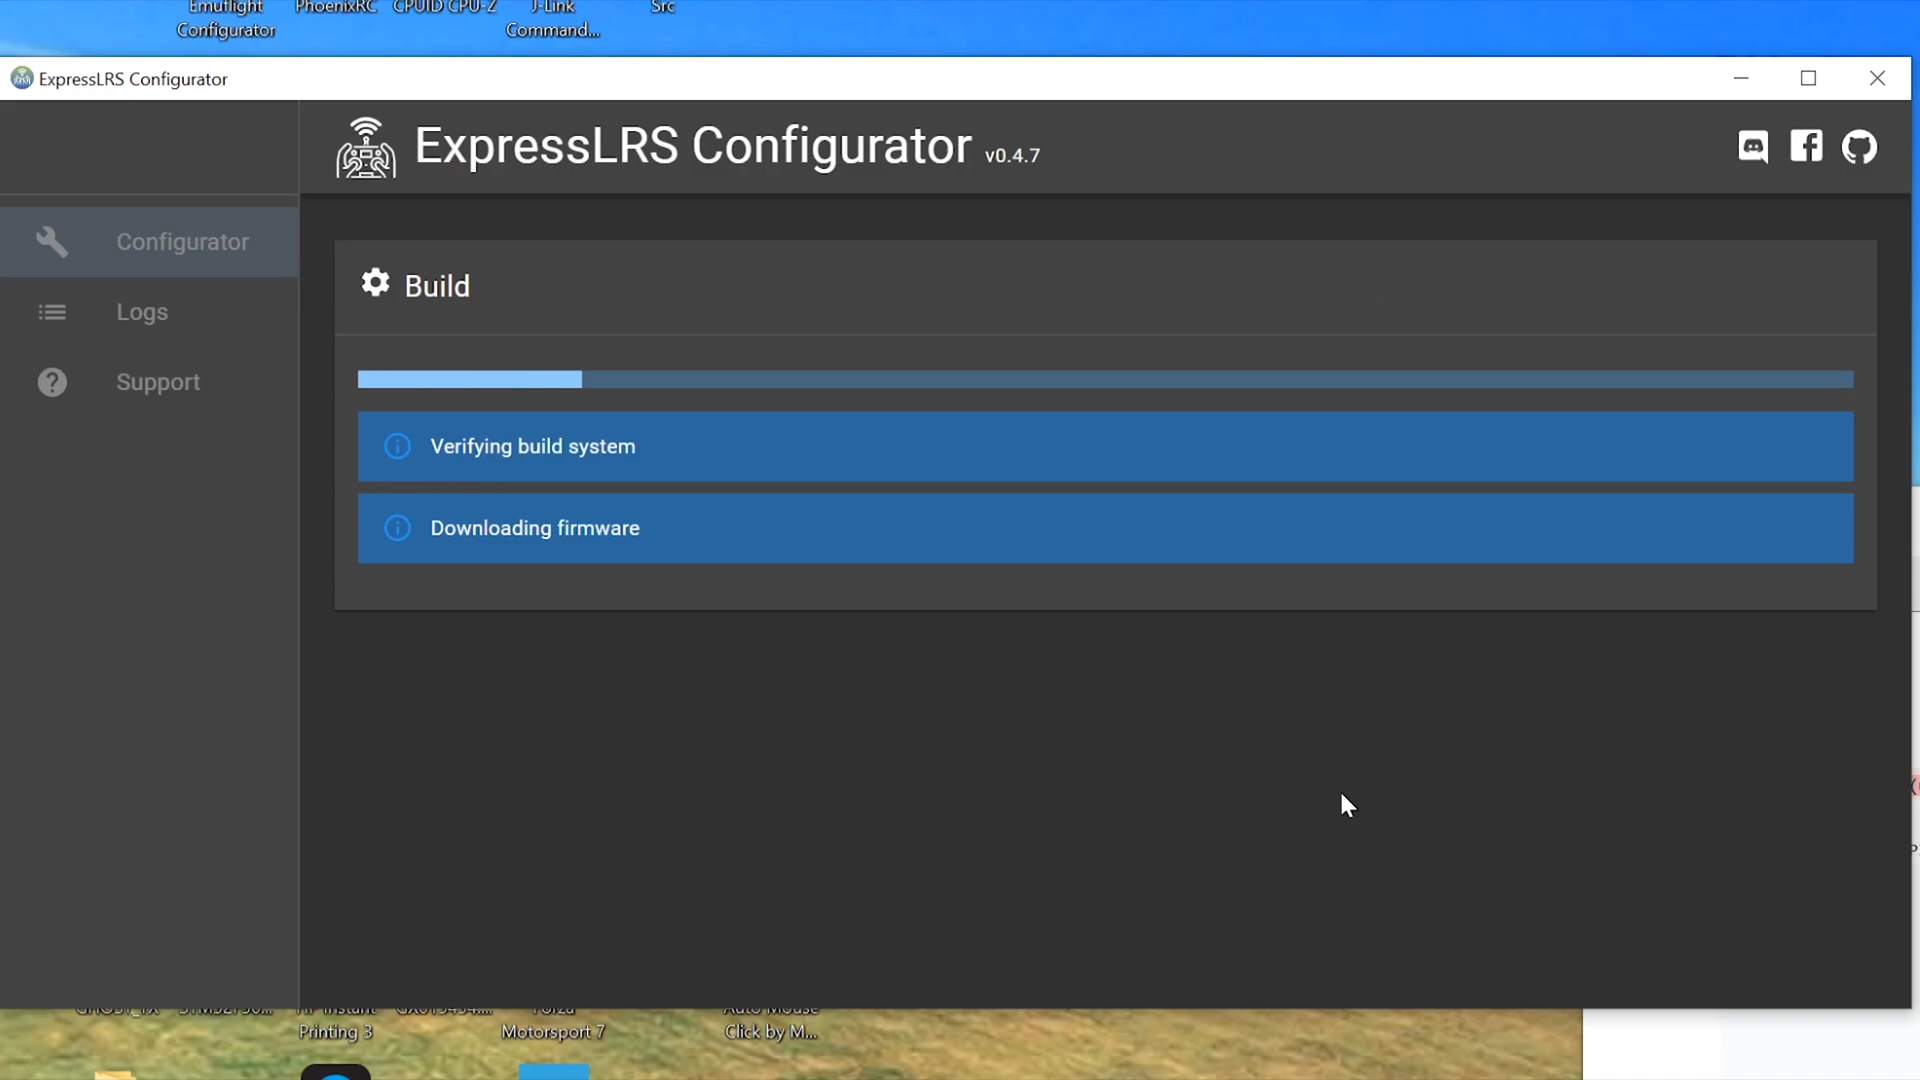 Emuflight
Configurator
PhoenixRC
CPUID CPU-Z
J-Link
Command...
Src
ExpressLRS Configurator
ExpressLRS Configurator v0.4.7
Configurator
Logs
Support
Build
Verifying build system
Downloading firmware
Printing 3
Motorsport 7
Click by M...